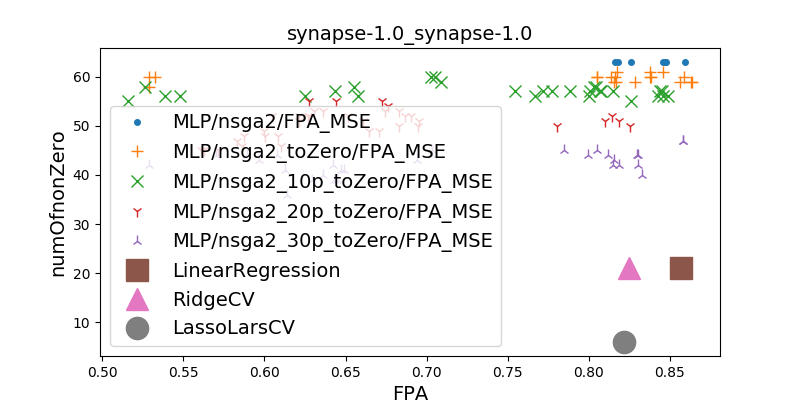 synapse-1.0_synapse-1.0
numOfnonZero
60
50
40
30
20
10
MLP/nsga2/FPA_MSE
MLP/nsga2_toZero/FPA_MSE
MLP/nsga2_10p_toZero/FPA_MSE
MLP/nsga2_20p_toZero/FPA_MSE
MLP/nsga2_30p_toZero/FPA_MSE
LinearRegression
RidgeCV
LassoLarsCV
0.50 0.55 0.60 0.65 0.70 0.75 0.80 0.85
FPA